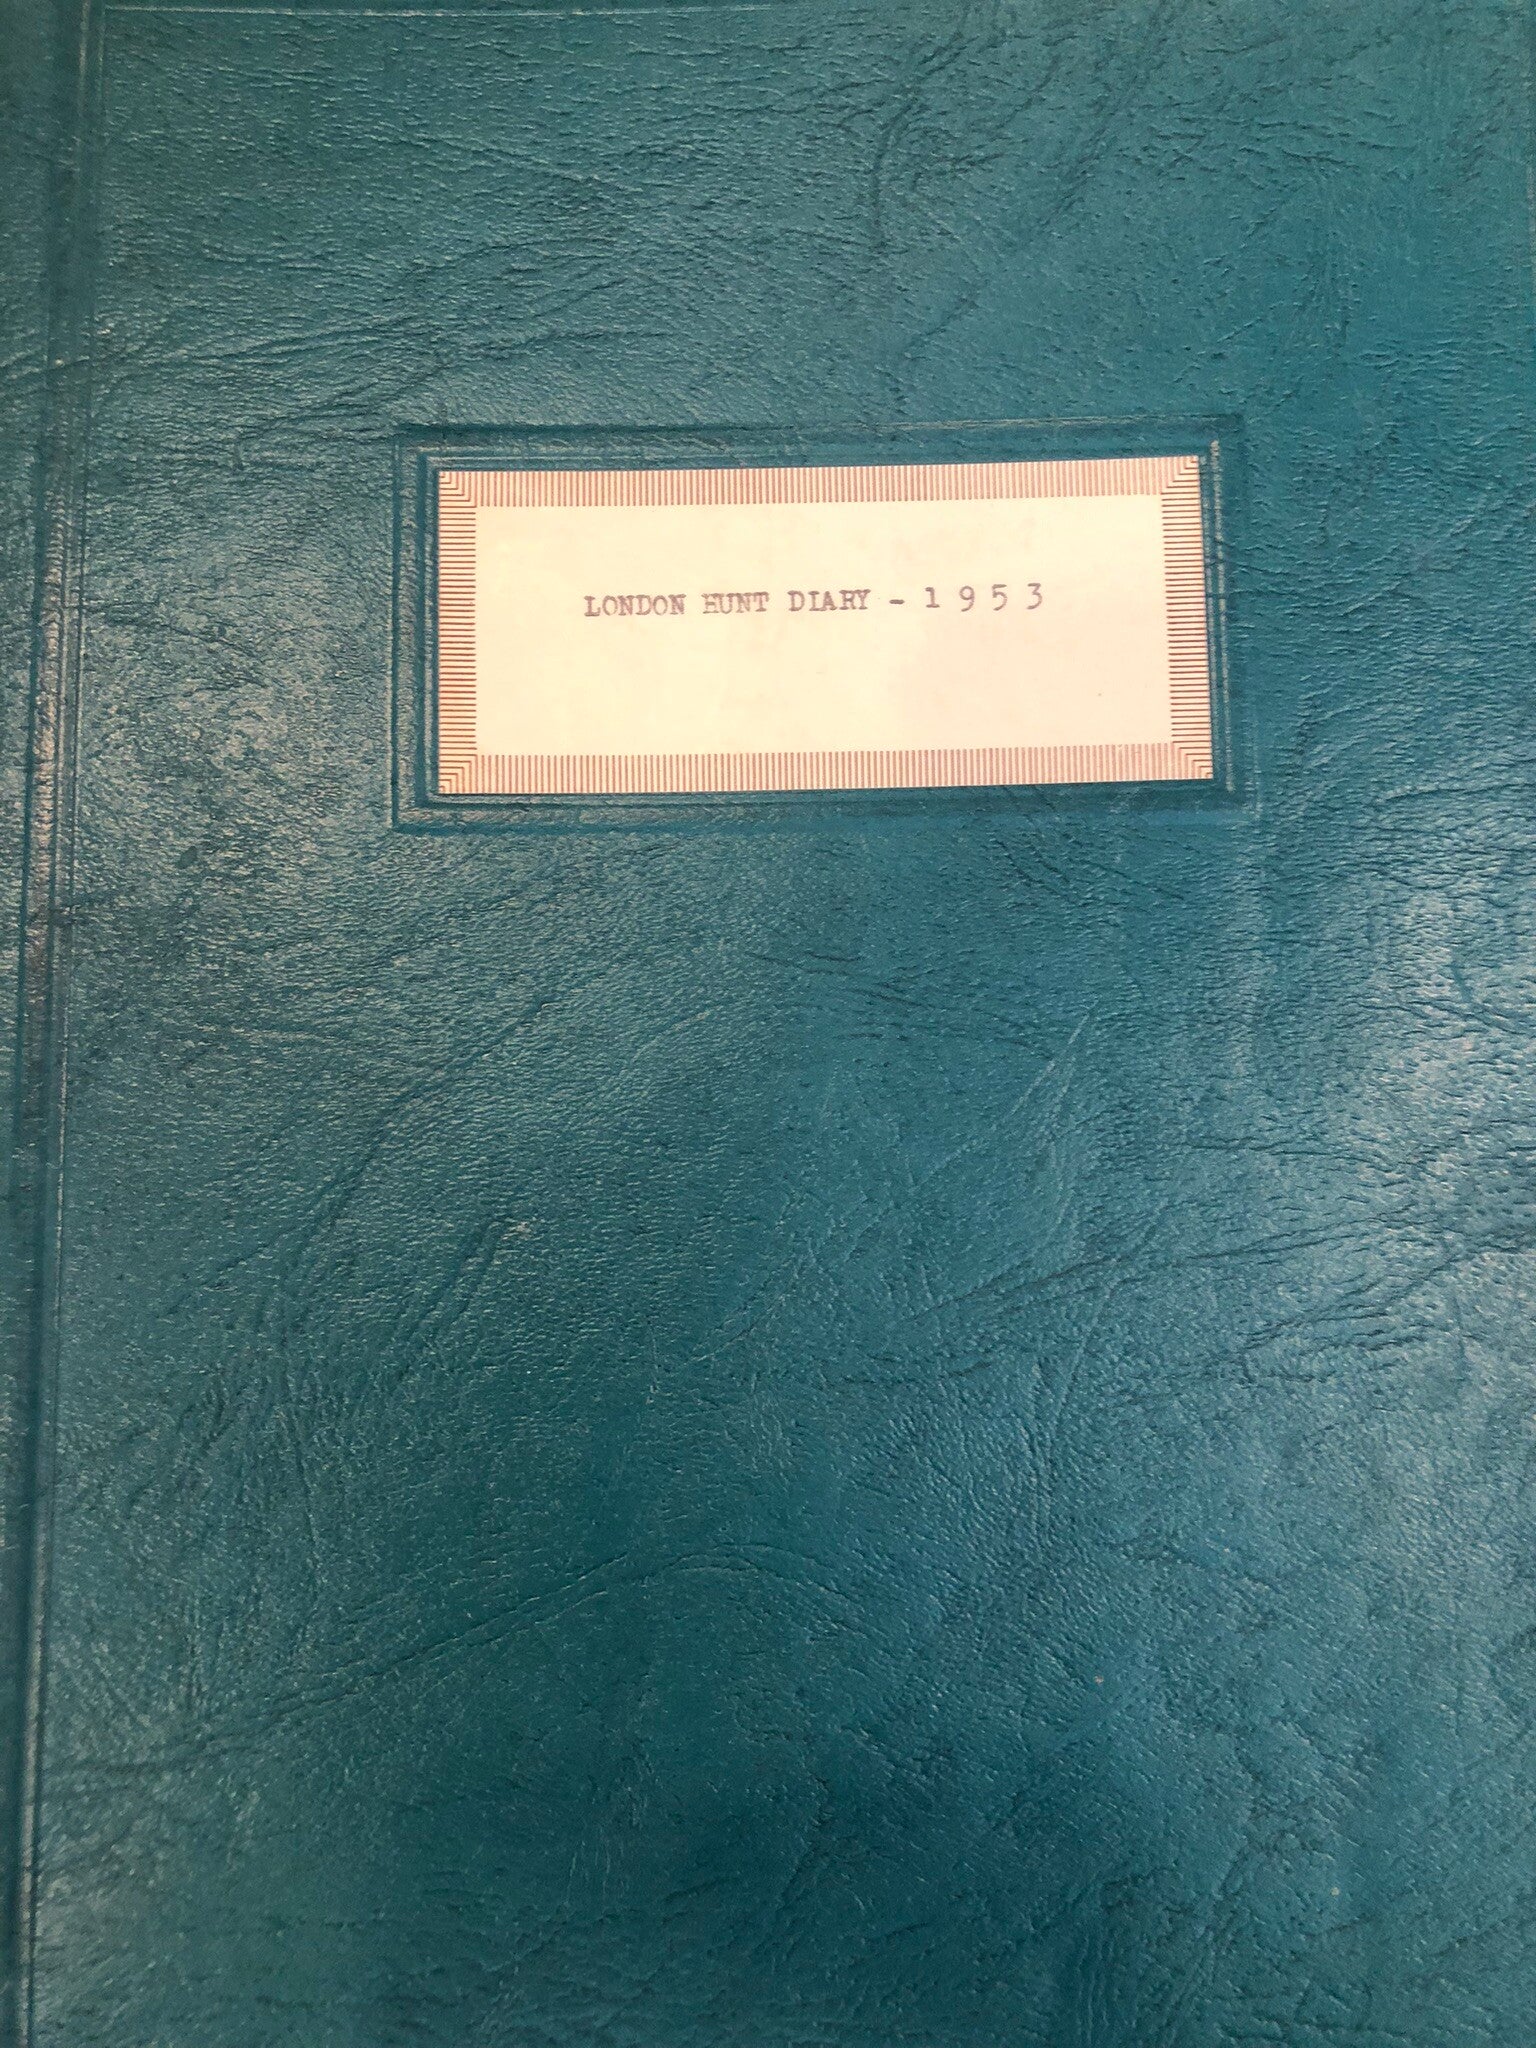 LONDON HUNT DIARY - 1 9 5 3